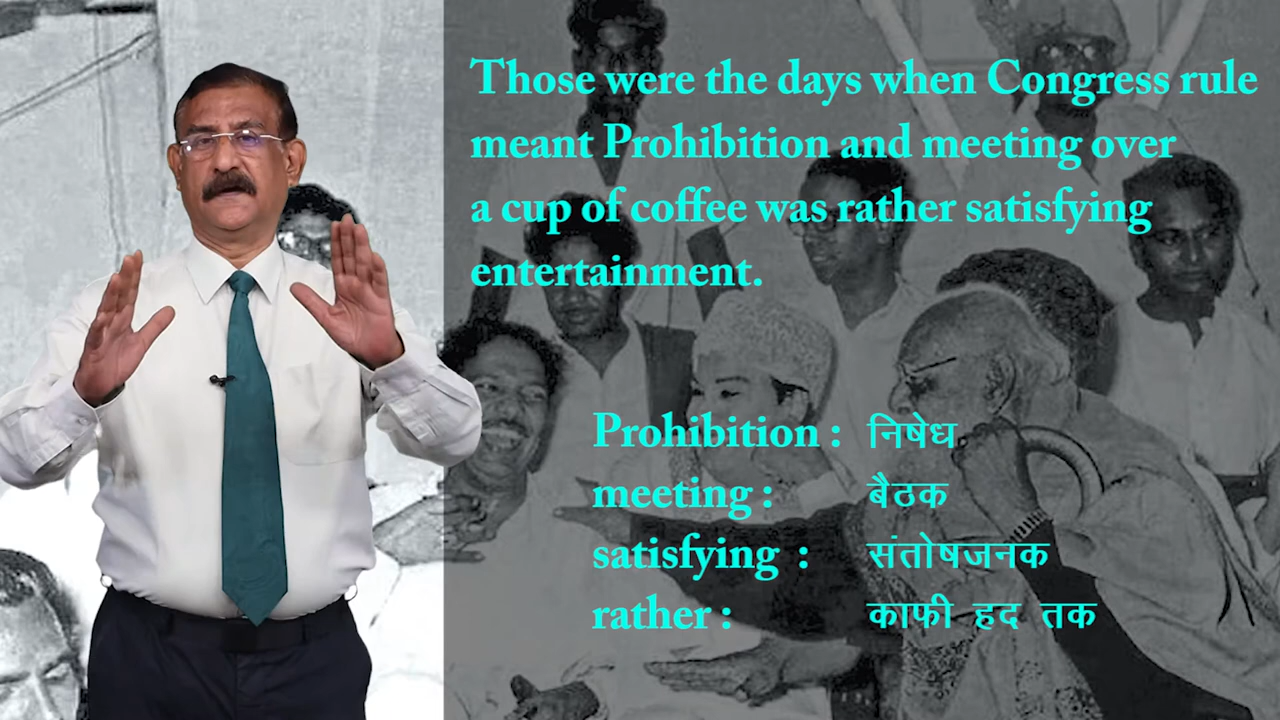 Those were the days when Congress rule
meant Prohibition and meeting over
a cup of coffee was rather satisfying
entertainment.
Prohibition : निषेध
meeting : बैठक
satisfying : संतोषजनक
rather : काफी हद तक